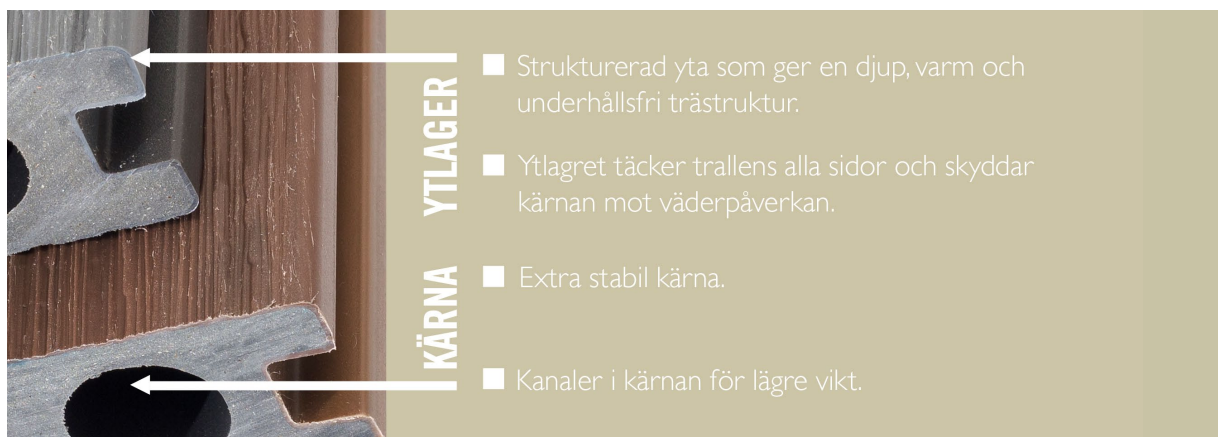 YTLAGER
Strukturerad yta som ger en djup, varm och
underhållsfri trästruktur.
Ytlagret täcker trallens alla sidor och skyddar
kärnan mot väderpåverkan.
KÄRNA
Extra stabil kärna.
Kanaler i kärnan för lägre vikt.